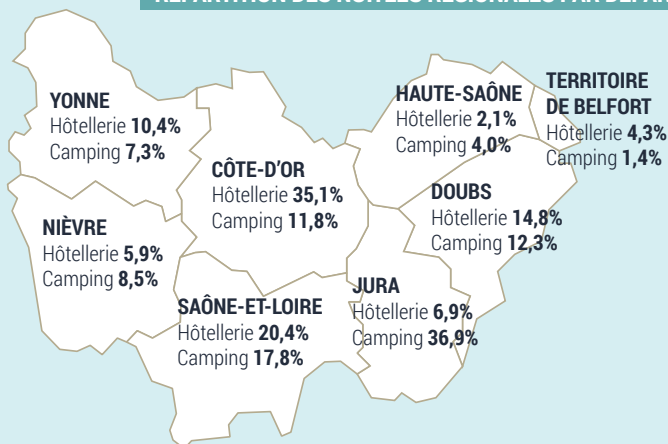 YONNE
Hôtellerie 10,4%
Camping 7,3%
CÔTE-D'OR
Hôtellerie 35,1%
Camping 11,8%
HAUTE-SAÔNE
Hôtellerie 2,1%
Camping 4,0%
TERRITOIRE
DE BELFORT
Hôtellerie 4,3%
Camping 1,4%
DOUBS
Hôtellerie 14,8%
Camping 12,3%
NIÈVRE
Hôtellerie 5,9%
Camping 8,5%
SAÔNE-ET-LOIRE
Hôtellerie 20,4%
Camping 17,8%
JURA
Hôtellerie 6,9%
Camping 36,9%